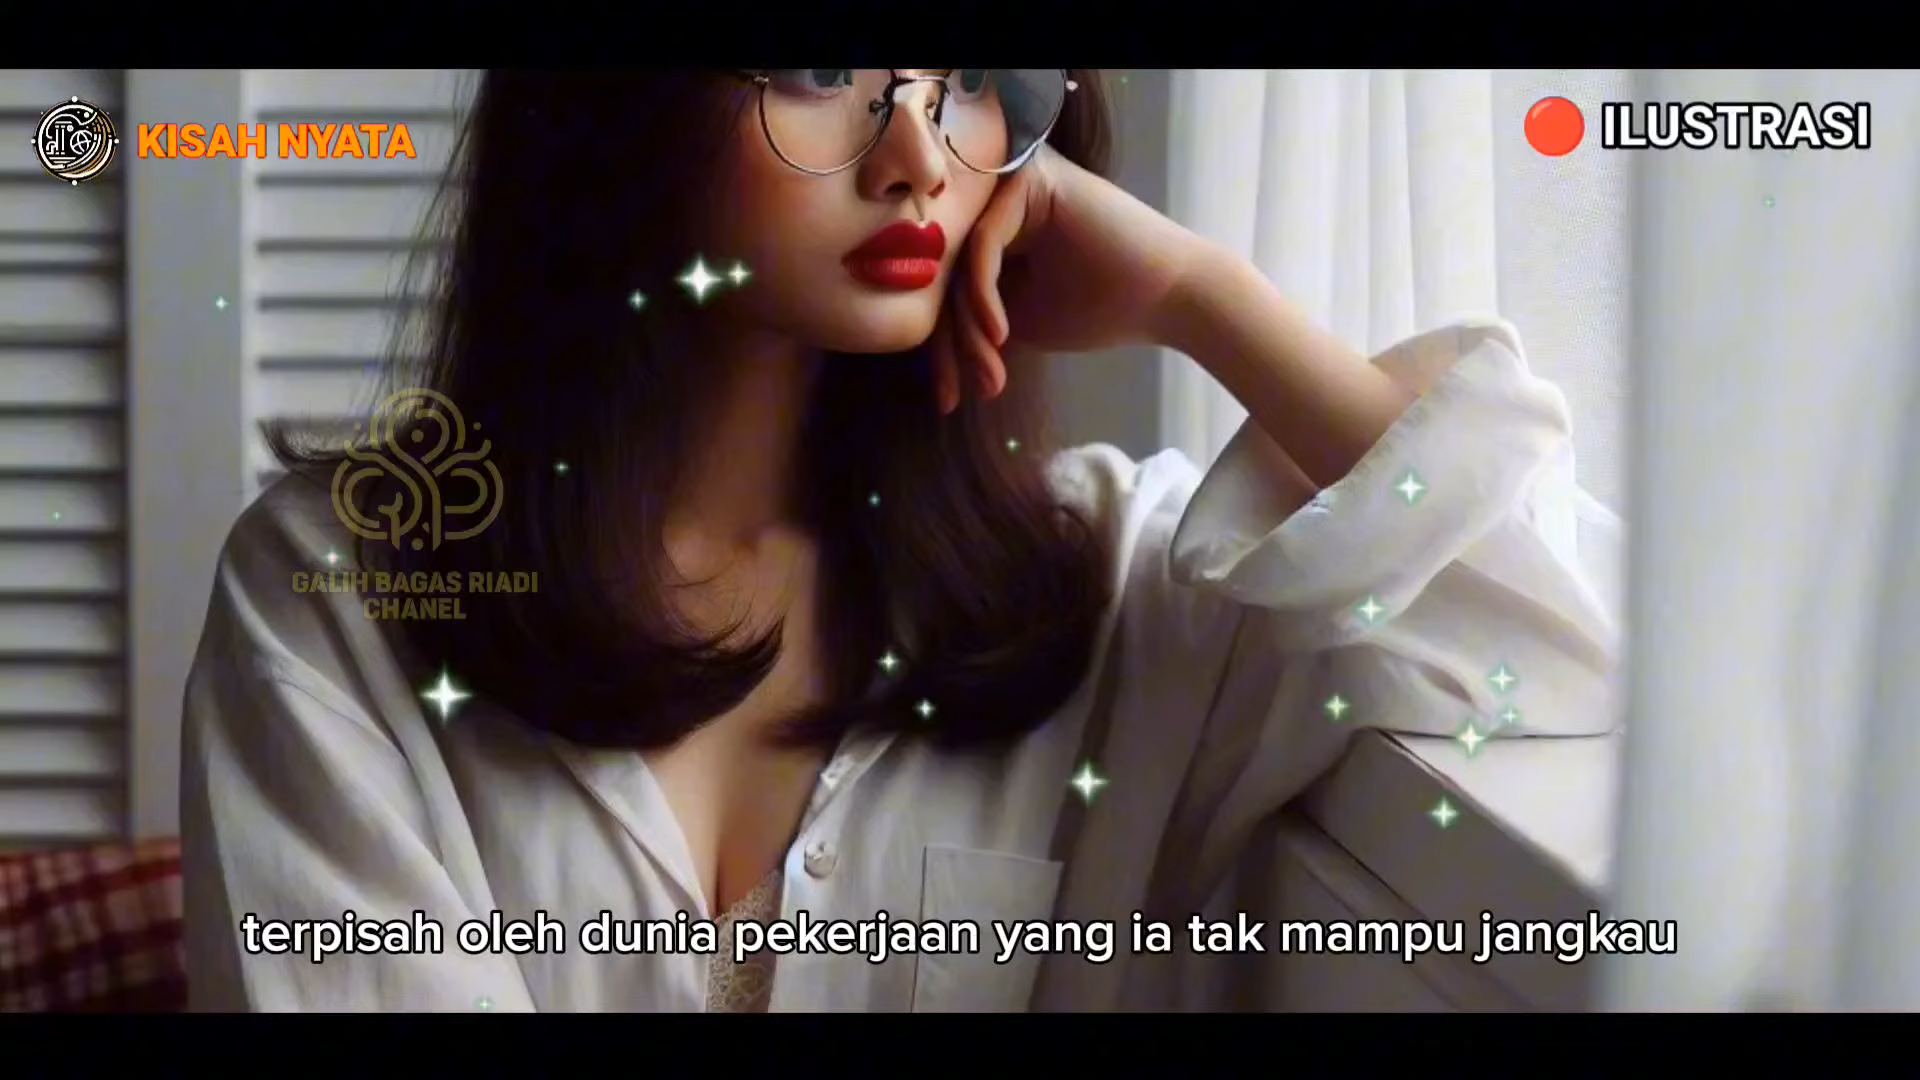 KISAH NYATA
ILUSTRASI
GALIH BAGAS RIADI
CHANEL
terpisah oleh dunia pekerjaan yang ia tak mampu jangkau